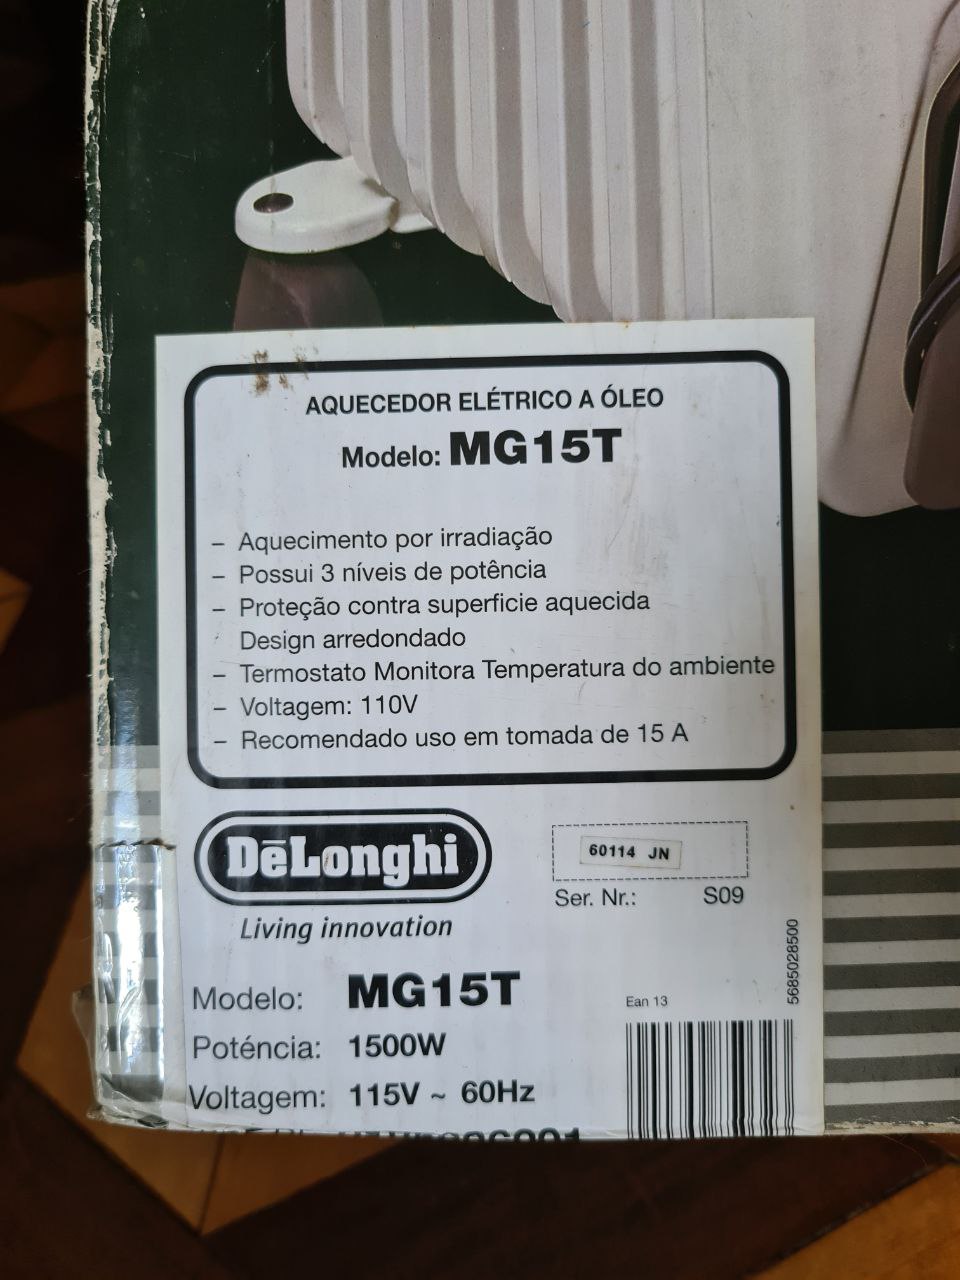 AQUECEDOR ELÉTRICO A ÓLEO
Modelo: MG15T
– Aquecimento por irradiação
– Possui 3 níveis de potência
– Proteção contra superficie aquecida
Design arredondado
– Termostato Monitora Temperatura do ambiente
– Voltagem: 110V
– Recomendado uso em tomada de 15 A
DēLonghi
Living innovation
60114 JN
Ser. Nr.: S09
5685028500
Modelo: MG15T
Ean 13
Poténcia: 1500W
Voltagem: 115V ~ 60Hz